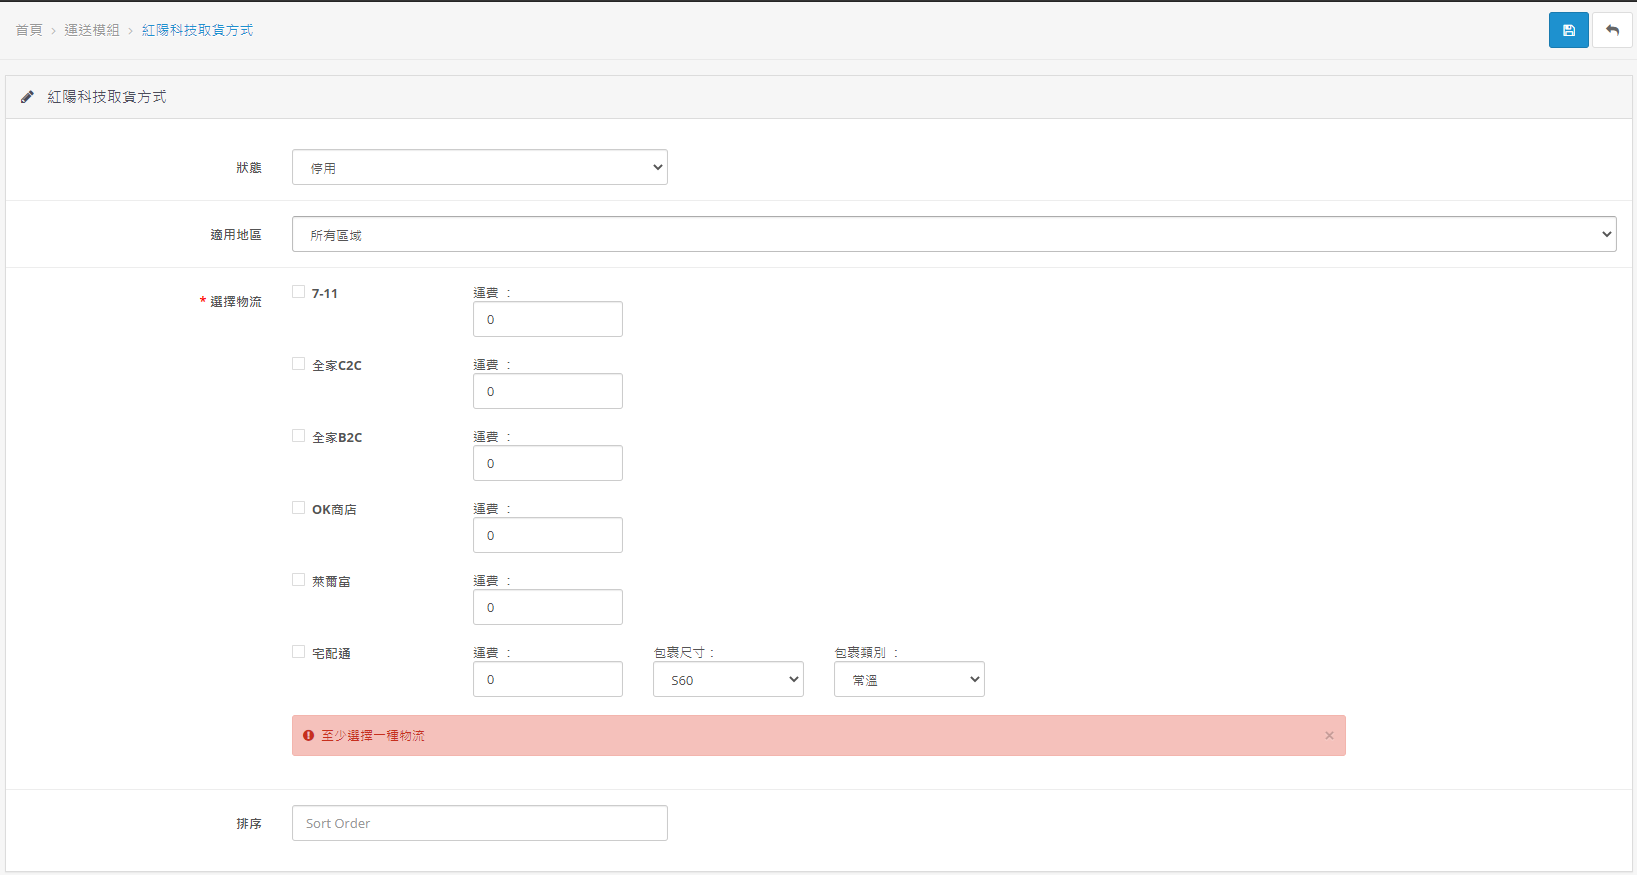 首頁 › 運送模組 › 紅陽科技取貨方式
紅陽科技取貨方式
狀態
停用
適用地區
所有區域
* 選擇物流
7-11
運費 ：
0
全家C2C
運費 ：
0
全家B2C
運費 ：
0
OK商店
運費 ：
0
萊爾富
運費 ：
0
宅配通
運費 ：
0
包裹尺寸：
S60
包裹類別 ：
常溫
至少選擇一種物流 ×
排序
Sort Order